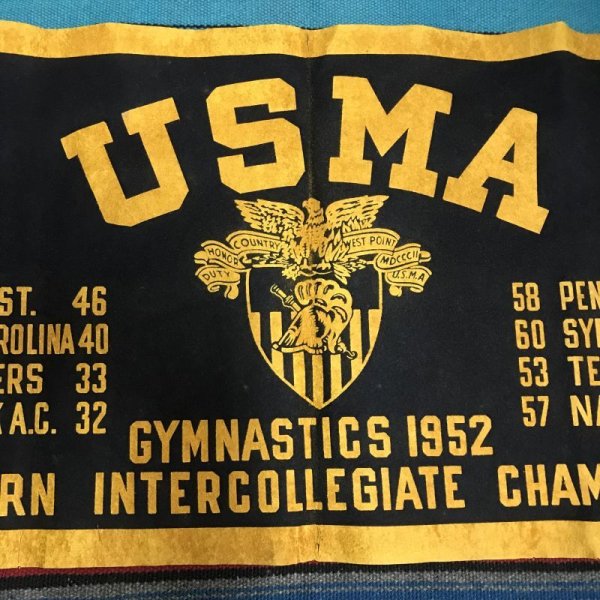 USMA
HONOR COUNTRY WEST POINT MDCCCII
DUTY U.S.M.A
ST. 46 58 PEN
ROLINA 40 60 SY
ERS 33 53 TE
A.C. 32 57 NA
GYMNASTICS 1952
RN INTERCOLLEGIATE CHAM